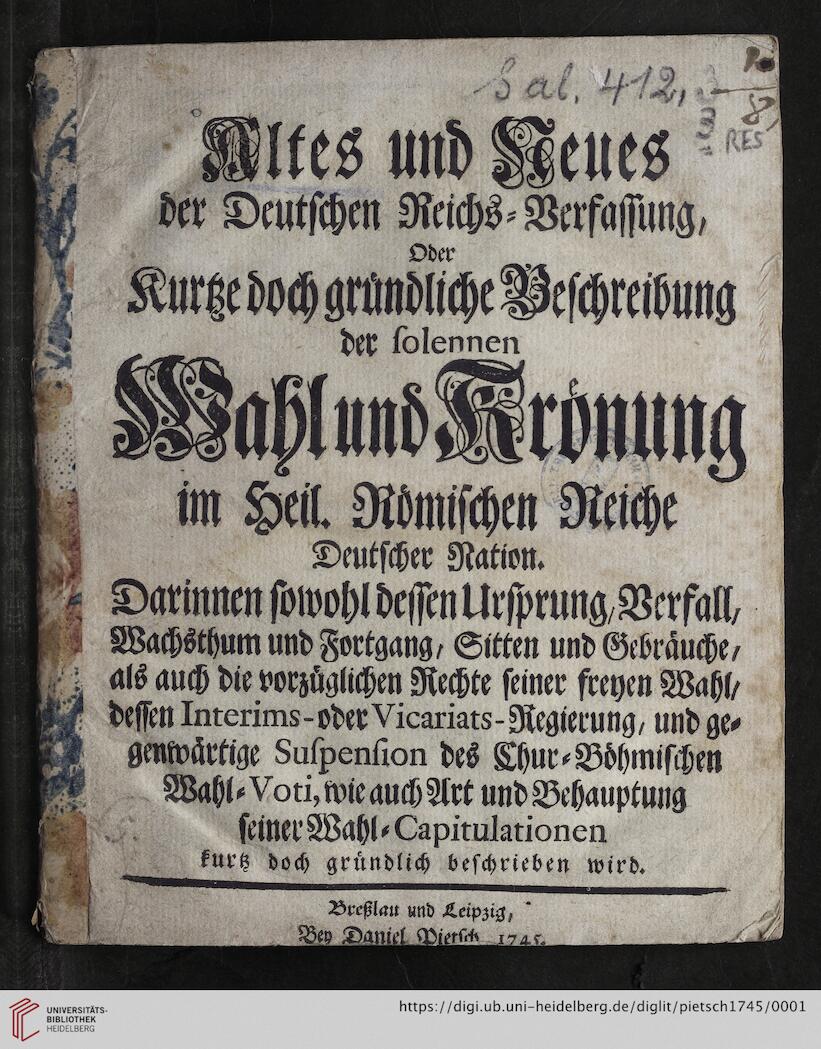 Sal. 412,
RES
Altes und Neues
der Deutschen Reichs-Verfassung,
Oder
Kurtze doch gründliche Beschreibung
der solennen
Wahl und Krönung
im Heil. Römischen Reiche
Deutscher Nation.
Darinnen sowohl dessen Ursprung, Verfall,
Wachsthum und Fortgang, Sitten und Gebräuche,
als auch die vorzüglichen Rechte seiner freyen Wahl,
dessen Interims- oder Vicariats-Regierung, und ge-
genwärtige Suspension des Chur-Böhmischen
Wahl-Voti, wie auch Art und Behauptung
seiner Wahl-Capitulationen
kurtz doch gründlich beschrieben wird.
Breßlau und Leipzig,
Bey Daniel Pietsch 1745.
UNIVERSITÄTS-
BIBLIOTHEK
HEIDELBERG
https://digi.ub.uni-heidelberg.de/diglit/pietsch1745/0001